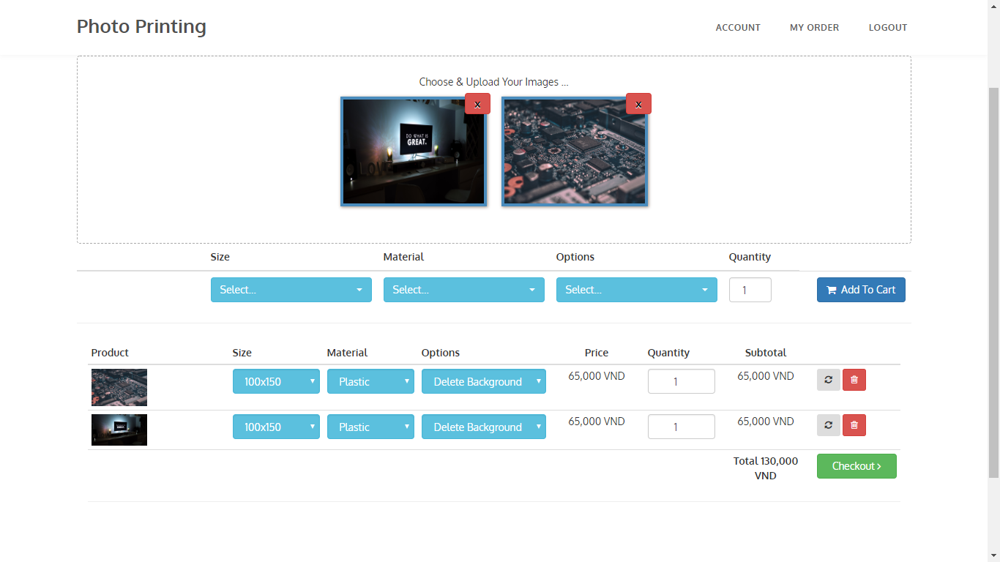 Photo Printing
ACCOUNT MY ORDER LOGOUT
Choose & Upload Your Images ...
x x
DO WHAT IS
GREAT.
LOVE
Size Material Options Quantity
Select... Select... Select... 1 Add To Cart
Product Size Material Options Price Quantity Subtotal
100x150 Plastic Delete Background 65,000 VND 1 65,000 VND
100x150 Plastic Delete Background 65,000 VND 1 65,000 VND
Total 130,000
VND
Checkout